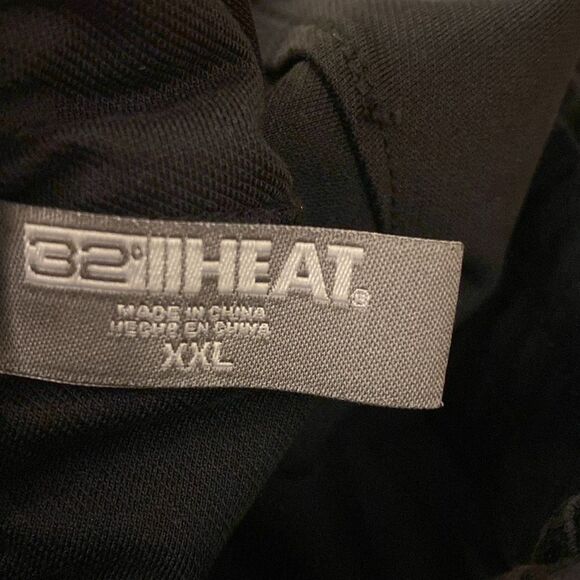 32° HEAT®
MADE IN CHINA
HECHO EN CHINA
XXL